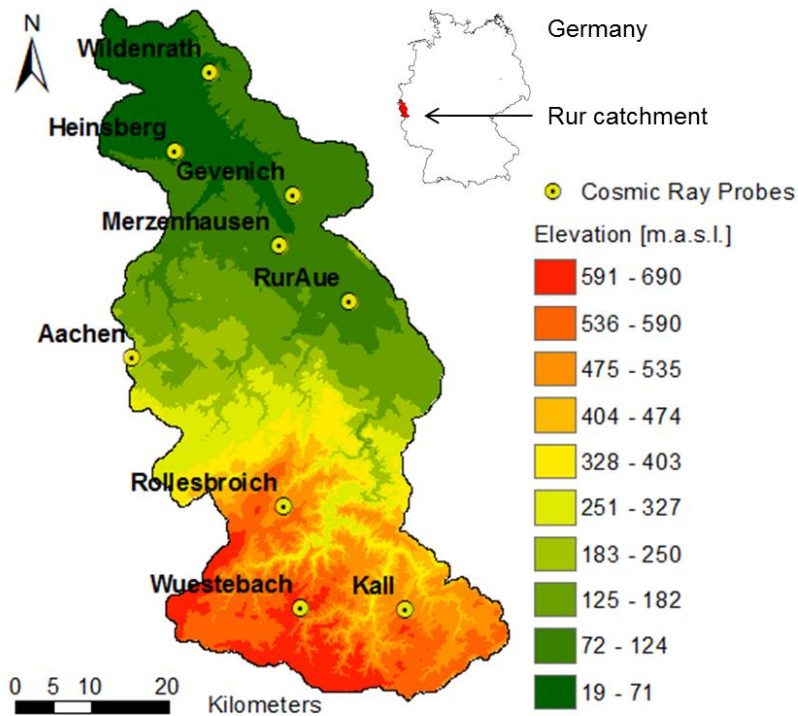 N
Wildenrath
Heinsberg
Gevenich
Merzenhausen
RurAue
Aachen
Rollesbroich
Wuestebach
Kall
0 5 10 20
Kilometers
Germany
Rur catchment
Cosmic Ray Probes
Elevation [m.a.s.l.]
591 - 690
536 - 590
475 - 535
404 - 474
328 - 403
251 - 327
183 - 250
125 - 182
72 - 124
19 - 71